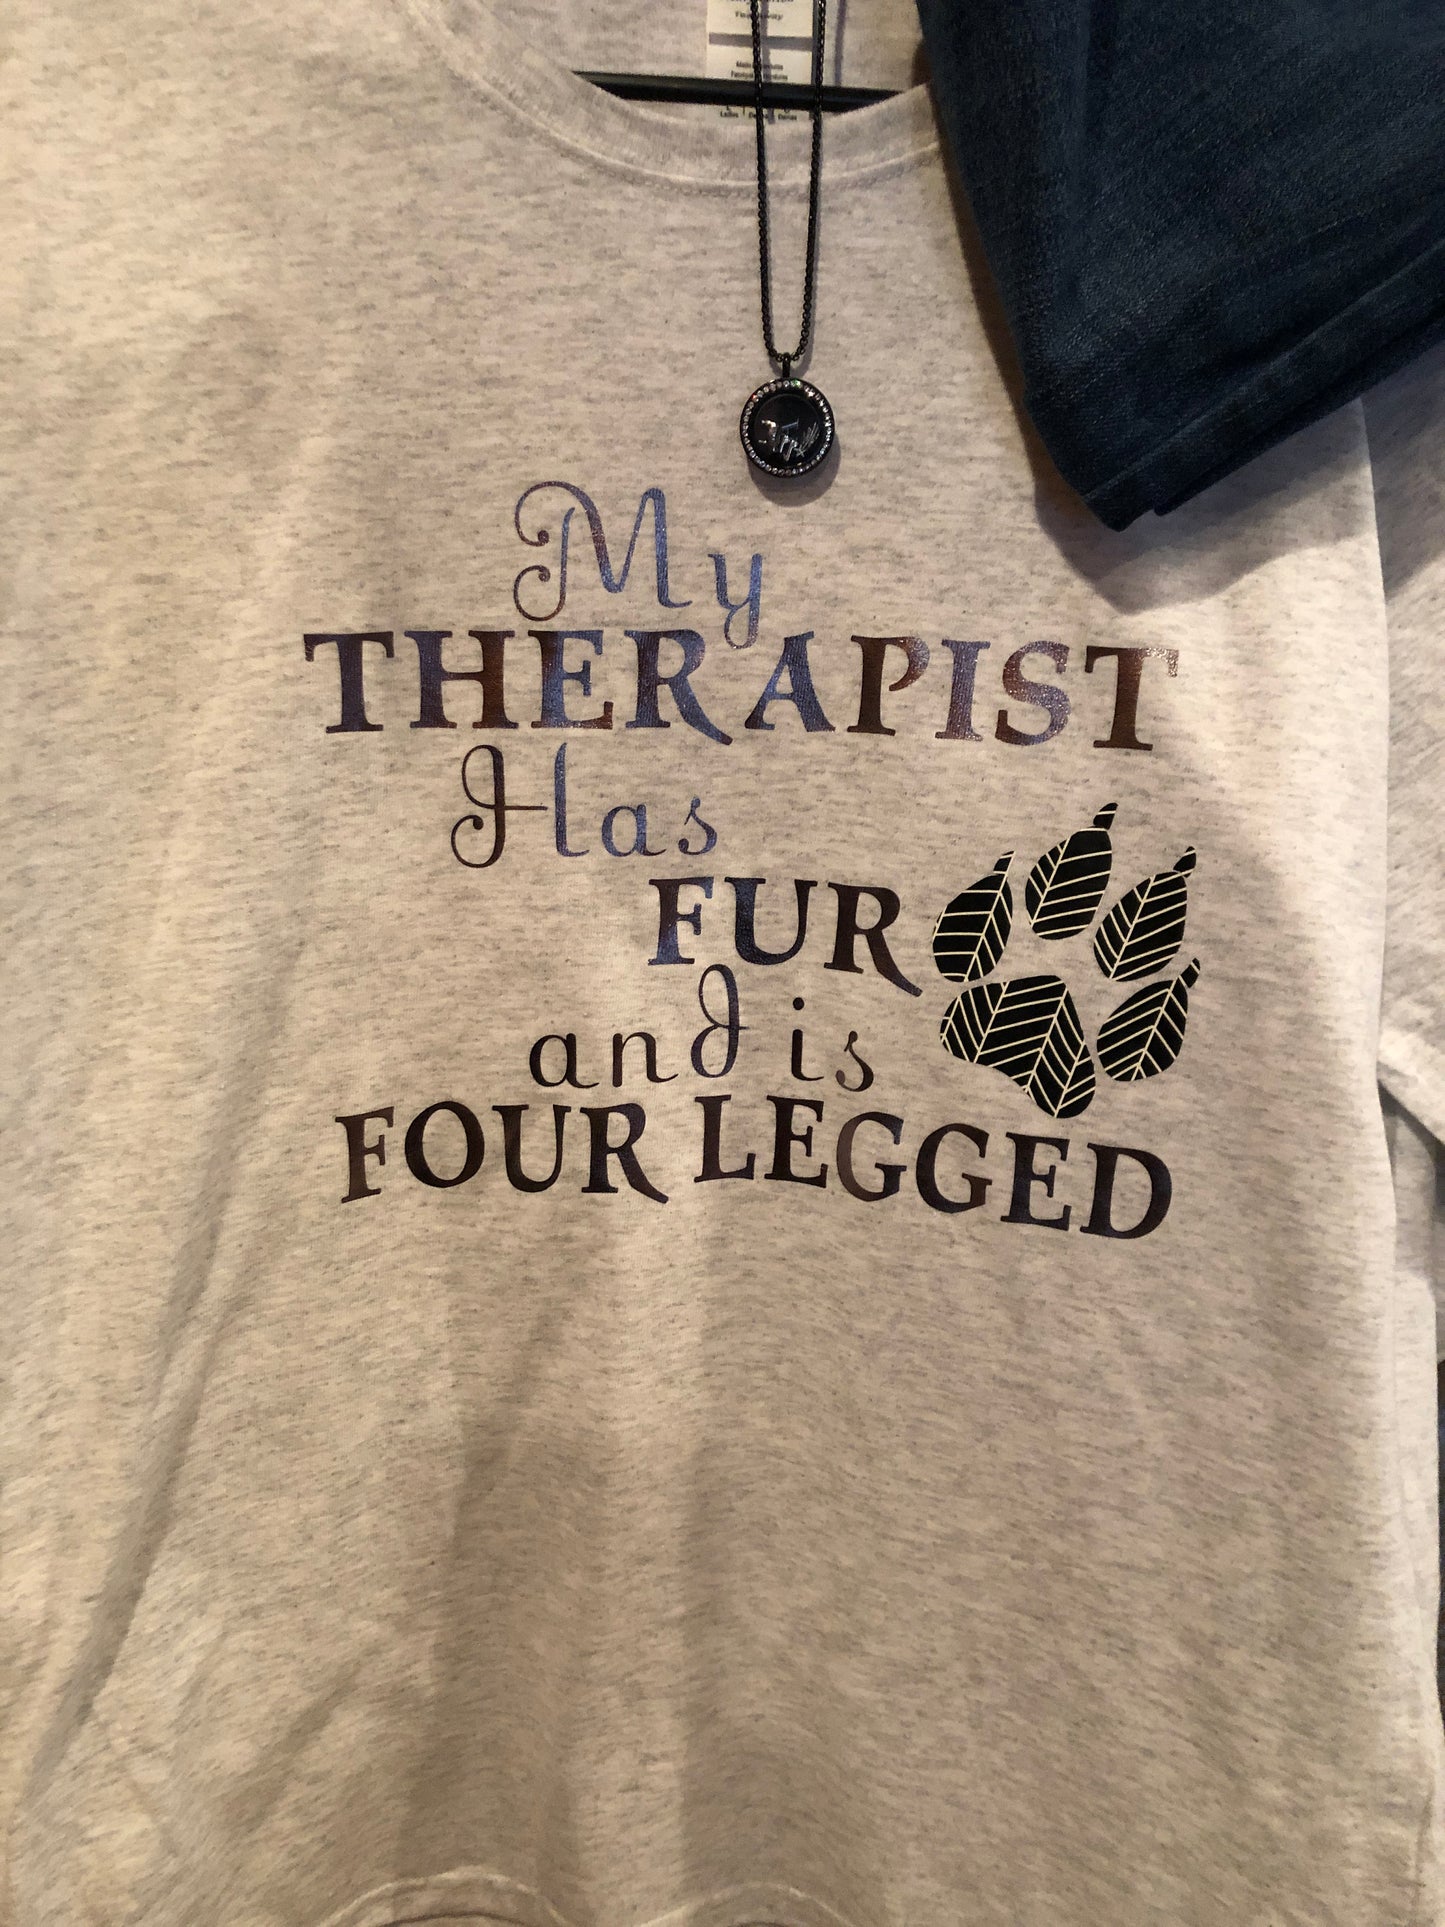 My
THERAPIST
Has
FUR
and is
FOUR LEGGED